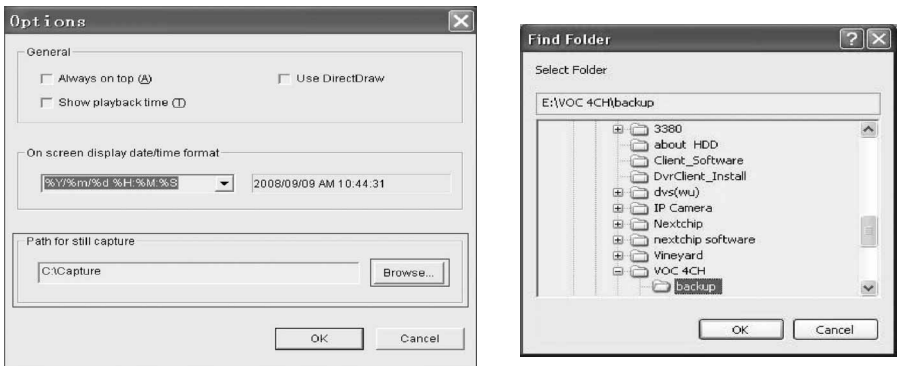 Options
General
Always on top (A)
Use DirectDraw
Show playback time (T)
On screen display date/time format
%Y/%m/%d %H:%M:%S
2008/09/09 AM 10:44:31
Path for still capture
C:\Capture
Browse...
OK
Cancel
Find Folder
Select Folder
E:\VOC 4CH\backup
3380
about HDD
Client_Software
DvrClient_Install
dvs(wu)
IP Camera
Nextchip
nextchip software
Vineyard
VOC 4CH
backup
OK
Cancel